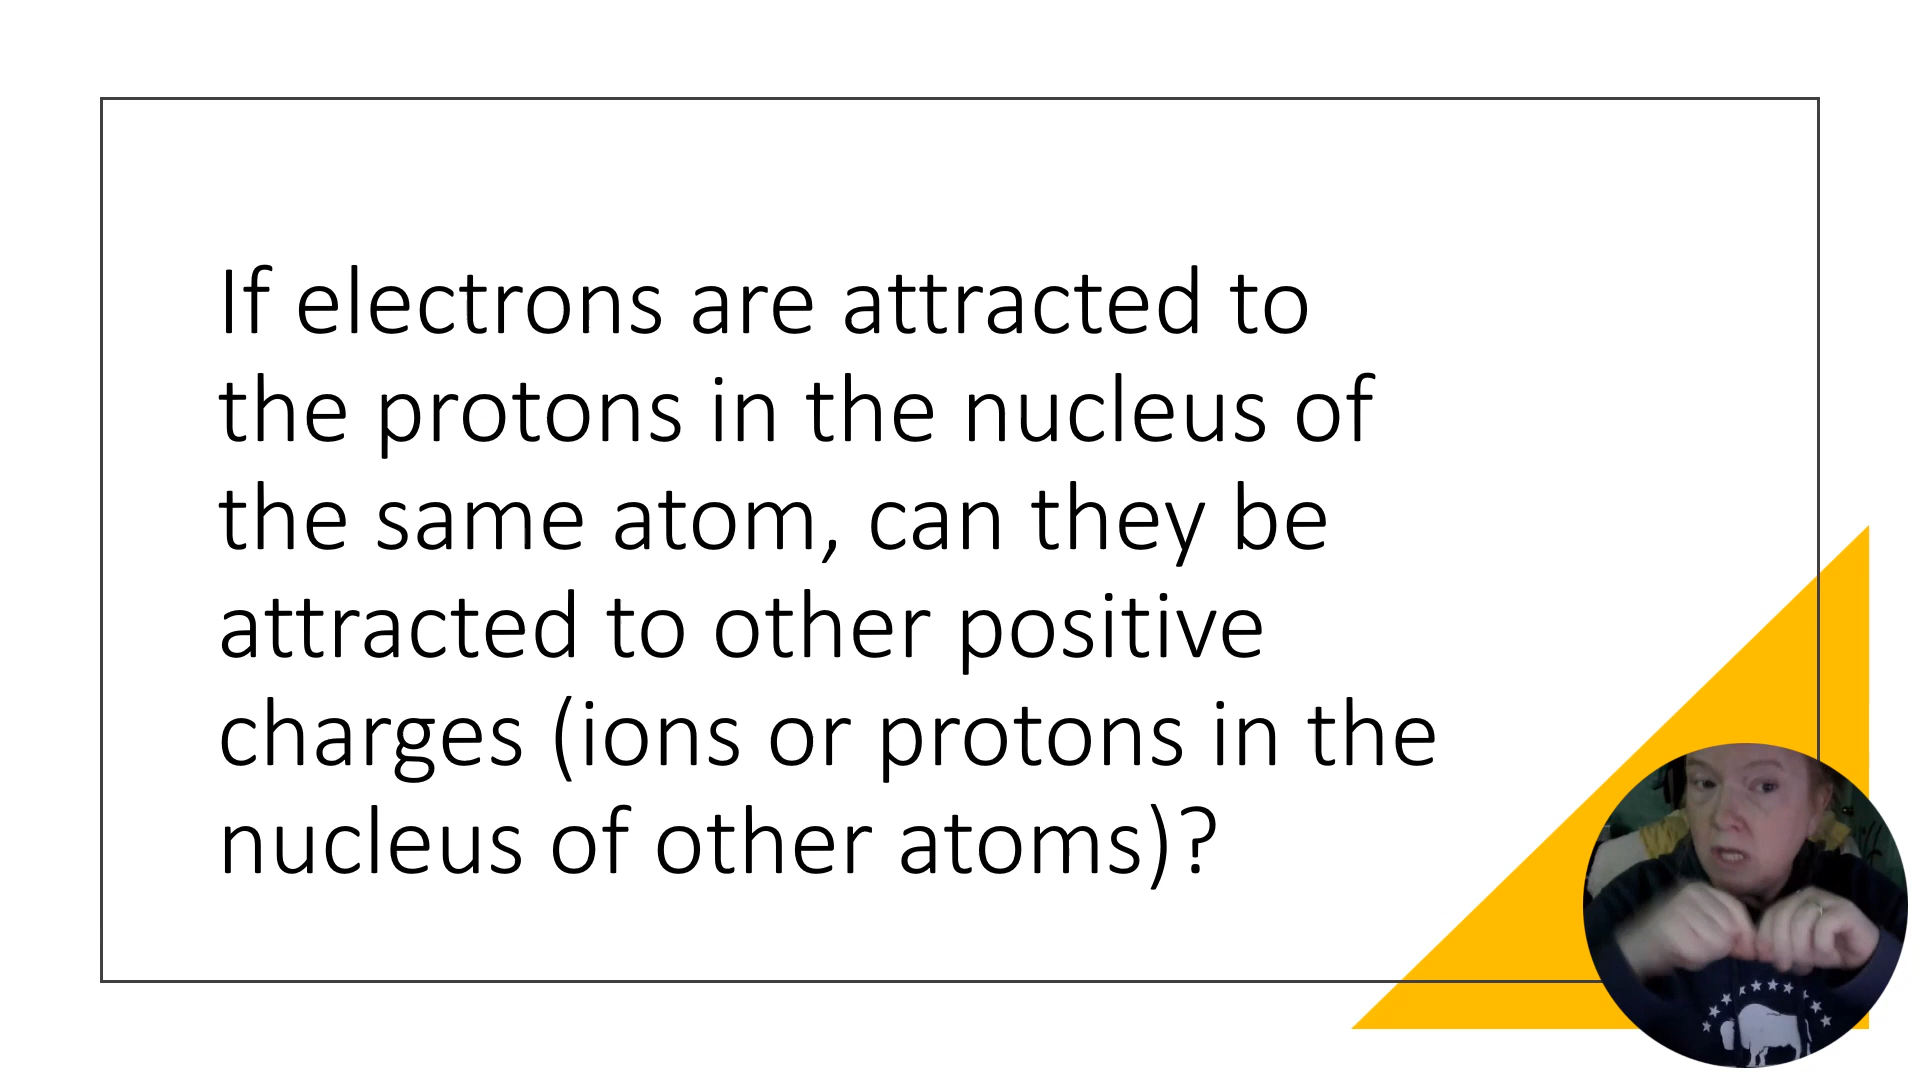 If electrons are attracted to
the protons in the nucleus of
the same atom, can they be
attracted to other positive
charges (ions or protons in the
nucleus of other atoms)?